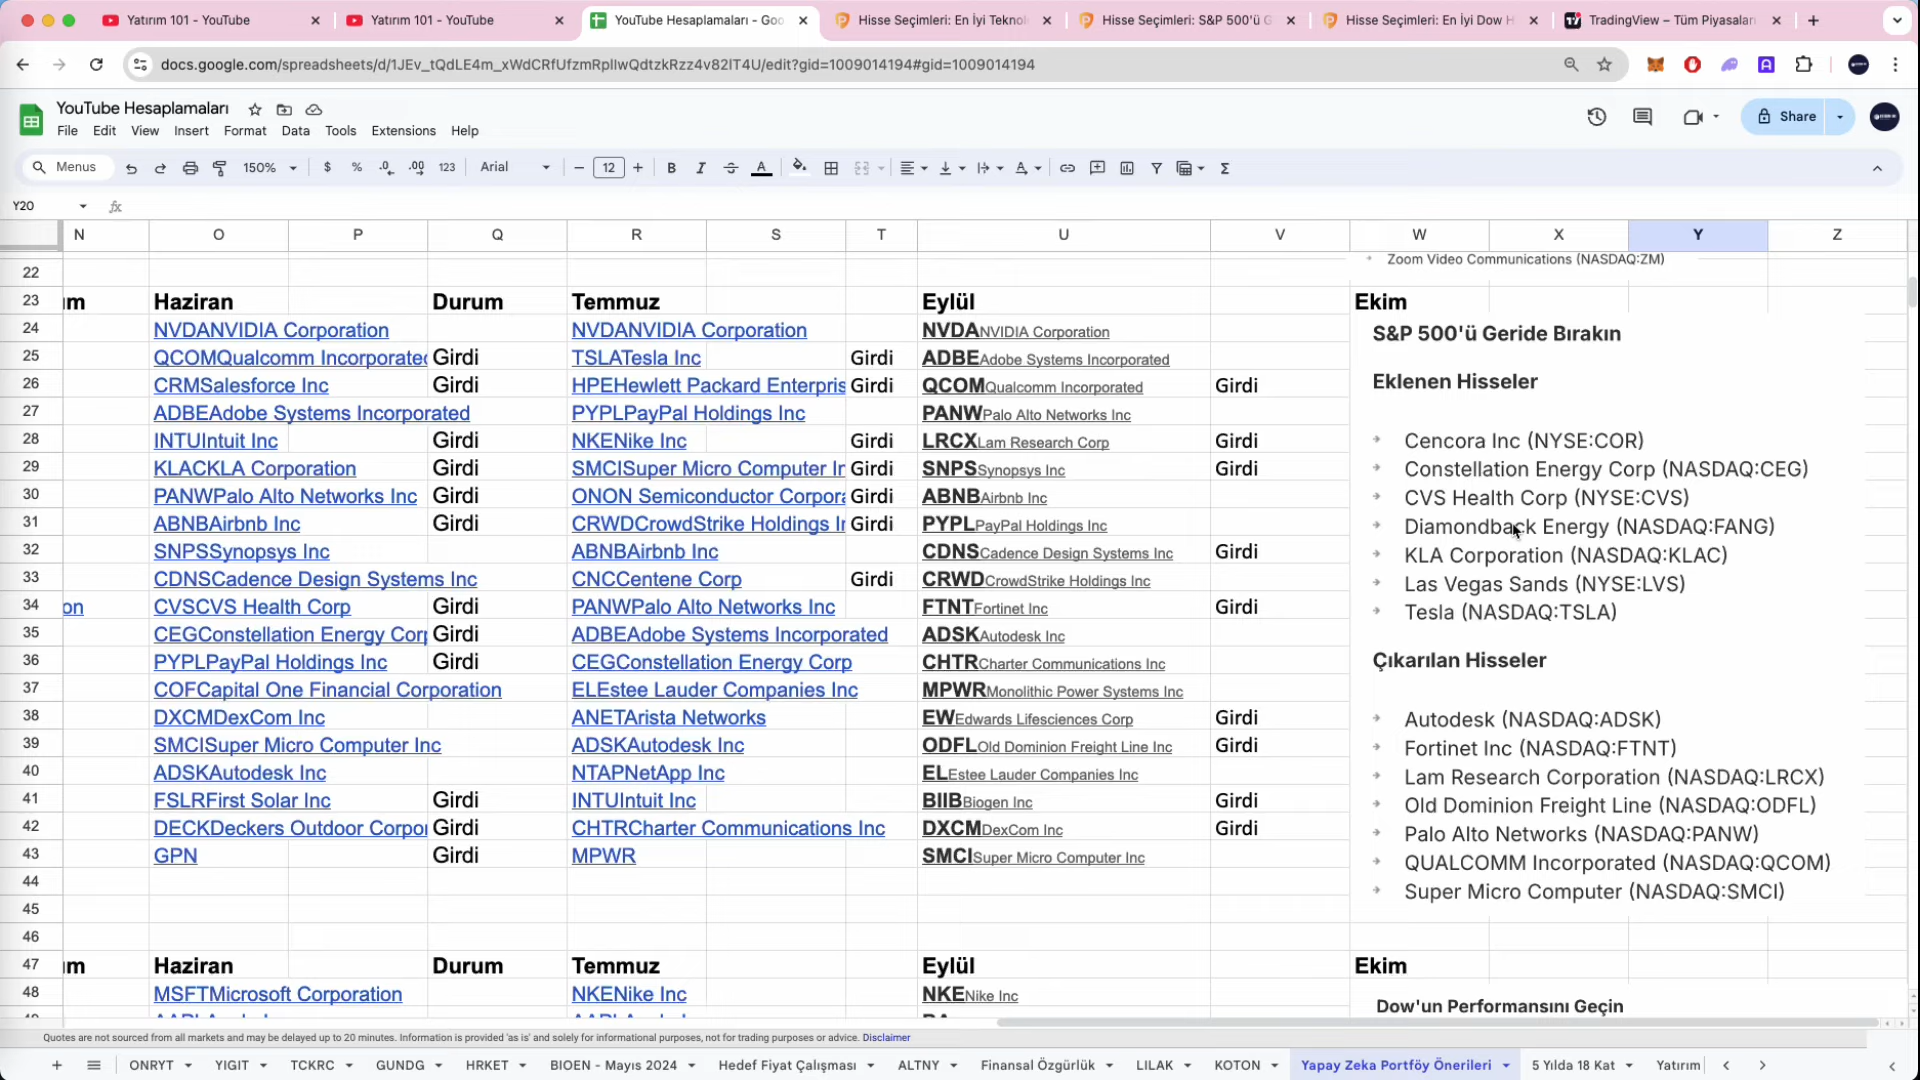 Yatırım 101 - YouTube
Yatırım 101 - YouTube
YouTube Hesaplamaları - Goo
Hisse Seçimleri: En İyi Teknol
Hisse Seçimleri: S&P 500'ü G
Hisse Seçimleri: En İyi Dow H
TradingView – Tüm Piyasaları
docs.google.com/spreadsheets/d/1JEv_tQdLE4m_xWdCRfUfzmRpllwQdtzkRzz4v82lT4U/edit?gid=1009014194#gid=1009014194
YouTube Hesaplamaları
File Edit View Insert Format Data Tools Extensions Help
Share
Menus 150% $ % .0 .00 123 Arial 12 B I A
Y20 fx
N O P Q R S T U V W X Y Z
22 Zoom Video Communications (NASDAQ:ZM)
23 ım Haziran Durum Temmuz Eylül Ekim
24 NVDANVIDIA Corporation NVDANVIDIA Corporation NVDANVIDIA Corporation
S&P 500'ü Geride Bırakın
25 QCOMQualcomm Incorporated Girdi TSLATesla Inc Girdi ADBEAdobe Systems Incorporated
26 CRMSalesforce Inc Girdi HPEHewlett Packard Enterpris Girdi QCOMQualcomm Incorporated Girdi
Eklenen Hisseler
27 ADBEAdobe Systems Incorporated PYPLPayPal Holdings Inc PANWPalo Alto Networks Inc
28 INTUIntuit Inc Girdi NKENike Inc Girdi LRCXLam Research Corp Girdi
Cencora Inc (NYSE:COR)
29 KLACKLA Corporation Girdi SMCISuper Micro Computer Ir Girdi SNPSSynopsys Inc Girdi
Constellation Energy Corp (NASDAQ:CEG)
30 PANWPalo Alto Networks Inc Girdi ONON Semiconductor Corpora Girdi ABNBAirbnb Inc
CVS Health Corp (NYSE:CVS)
31 ABNBAirbnb Inc Girdi CRWDCrowdStrike Holdings Ir Girdi PYPLPayPal Holdings Inc
Diamondback Energy (NASDAQ:FANG)
32 SNPSSynopsys Inc ABNBAirbnb Inc CDNSCadence Design Systems Inc Girdi
KLA Corporation (NASDAQ:KLAC)
33 CDNSCadence Design Systems Inc CNCCentene Corp Girdi CRWDCrowdStrike Holdings Inc
Las Vegas Sands (NYSE:LVS)
34 on CVSCVS Health Corp Girdi PANWPalo Alto Networks Inc FTNTFortinet Inc Girdi
Tesla (NASDAQ:TSLA)
35 CEGConstellation Energy Corp Girdi ADBEAdobe Systems Incorporated ADSKAutodesk Inc
36 PYPLPayPal Holdings Inc Girdi CEGConstellation Energy Corp CHTRCharter Communications Inc
Çıkarılan Hisseler
37 COFCapital One Financial Corporation ELEstee Lauder Companies Inc MPWRMonolithic Power Systems Inc
38 DXCMDexCom Inc ANETArista Networks EWEdwards Lifesciences Corp Girdi
Autodesk (NASDAQ:ADSK)
39 SMCISuper Micro Computer Inc ADSKAutodesk Inc ODFLOld Dominion Freight Line Inc Girdi
Fortinet Inc (NASDAQ:FTNT)
40 ADSKAutodesk Inc NTAPNetApp Inc ELEstee Lauder Companies Inc
Lam Research Corporation (NASDAQ:LRCX)
41 FSLRFirst Solar Inc Girdi INTUIntuit Inc BIIBBiogen Inc Girdi
Old Dominion Freight Line (NASDAQ:ODFL)
42 DECKDeckers Outdoor Corpor Girdi CHTRCharter Communications Inc DXCMDexCom Inc Girdi
Palo Alto Networks (NASDAQ:PANW)
43 GPN Girdi MPWR SMCISuper Micro Computer Inc
QUALCOMM Incorporated (NASDAQ:QCOM)
44
Super Micro Computer (NASDAQ:SMCI)
45
46
47 ım Haziran Durum Temmuz Eylül Ekim
48 MSFTMicrosoft Corporation NKENike Inc NKENike Inc
Dow'un Performansını Geçin
Quotes are not sourced from all markets and may be delayed up to 20 minutes. Information is provided 'as is' and solely for informational purposes, not for trading purposes or advice. Disclaimer
ONRYT YIGIT TCKRC GUNDG HRKET BIOEN - Mayıs 2024 Hedef Fiyat Çalışması ALTNY Finansal Özgürlük LILAK KOTON Yapay Zeka Portföy Önerileri 5 Yılda 18 Kat Yatırım